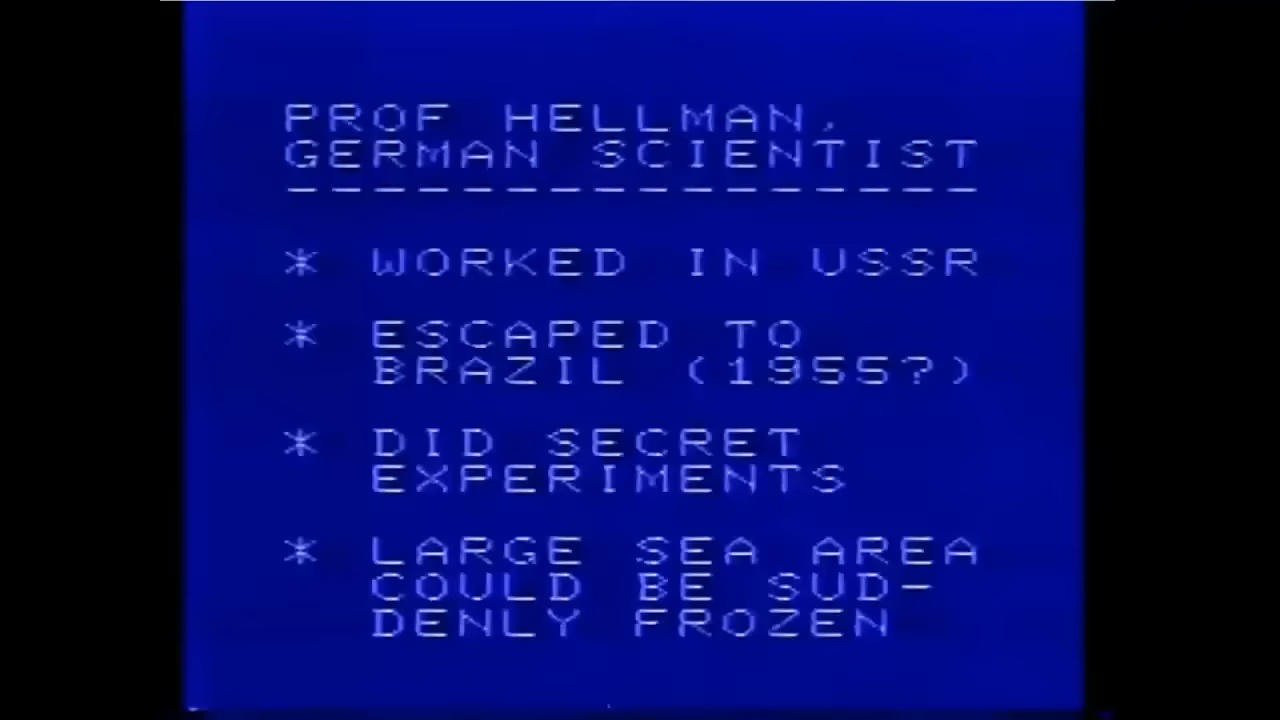 PROF HELLMAN,
GERMAN SCIENTIST
----------------
* WORKED IN USSR
* ESCAPED TO
BRAZIL (1955?)
* DID SECRET
EXPERIMENTS
* LARGE SEA AREA
COULD BE SUD-
DENLY FROZEN